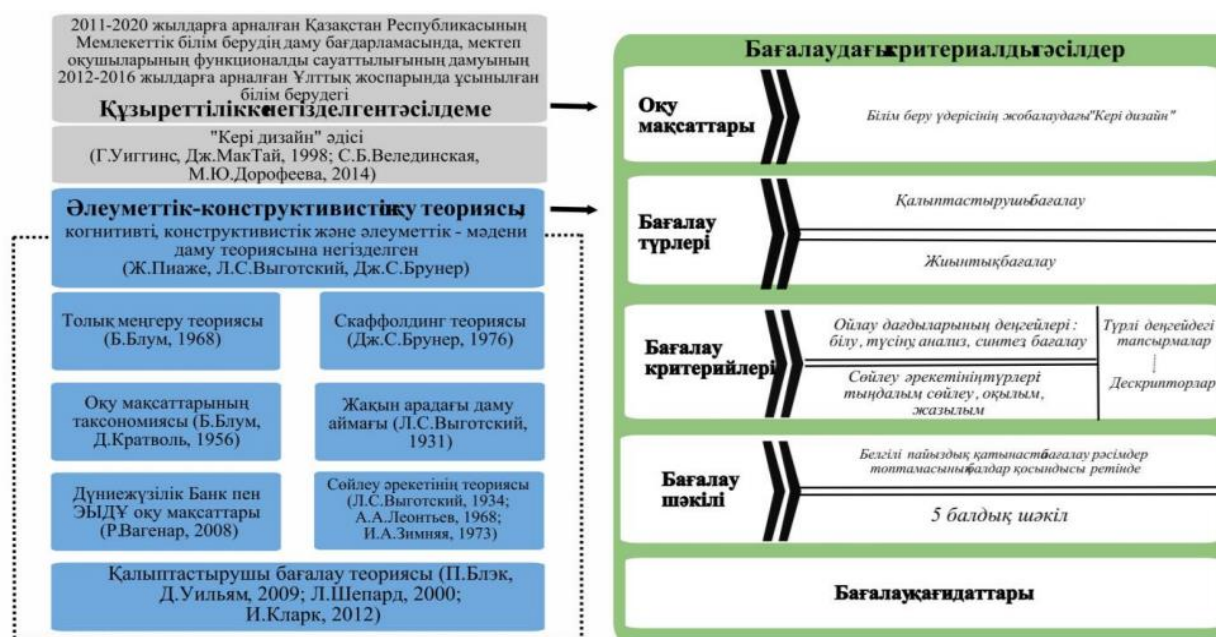 2011-2020 жылдарға арналған Қазақстан Республикасының
Мемлекеттік білім берудің даму бағдарламасында, мектеп
оқушыларының функционалды сауаттылығының дамуының
2012-2016 жылдарға арналған Ұлттық жоспарында ұсынылған
білім берудегі
Құзыреттілікке негізделген тәсілдеме
"Кері дизайн" әдісі
(Г.Уиггинс, Дж.МакТай, 1998; С.Б.Велединская,
М.Ю.Дорофеева, 2014)
Әлеуметтік-конструктивистік оқу теориясы,
когнитивті, конструктивистік және әлеуметтік - мәдени
даму теориясына негізделген
(Ж.Пиаже, Л.С.Выготский, Дж.С.Брунер)
Толық меңгеру теориясы
(Б.Блум, 1968)
Скаффолдинг теориясы
(Дж.С.Брунер, 1976)
Оқу мақсаттарының
таксономиясы (Б.Блум,
Д.Кратволь, 1956)
Жақын арадағы даму
аймағы (Л.С.Выготский,
1931)
Дүниежүзілік Банк пен
ЭЫДҰ оқу мақсаттары
(Р.Вагенар, 2008)
Сөйлеу әрекетінің теориясы
(Л.С.Выготский, 1934;
А.А.Леонтьев, 1968;
И.А.Зимняя, 1973)
Қалыптастырушы бағалау теориясы (П.Блэк,
Д.Уильям, 2009; Л.Шепард, 2000;
И.Кларк, 2012)
Бағалаудағы критериалды тәсілдер
Оқу
мақсаттары
Білім беру үдерісінің жобалаудағы "Кері дизайн"
Бағалау
түрлері
Қалыптастырушы бағалау
Жиынтық бағалау
Бағалау
критерийлері
Ойлау дағдыларының деңгейлері:
білу, түсіну, анализ, синтез, бағалау
Сөйлеу әрекетінің түрлері:
тыңдалым сөйлеу, оқылым,
жазылым
Түрлі деңгейдегі
тапсырмалар
Дескрипторлар
Бағалау
шәкілі
Белгілі пайыздық қатынаста бағалау рәсімдер
топтамасының балдар қосындысы ретінде
5 балдық шәкіл
Бағалау қағидаттары